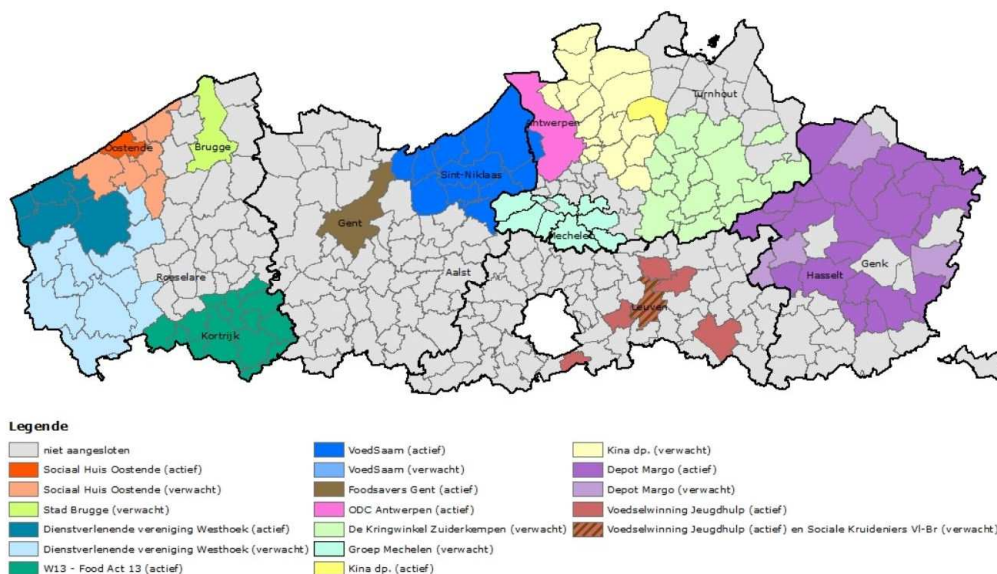 Turnhout
Antwerpen
Oostende
Brugge
Sint-Niklaas
Gent
Mechelen
Roeselare
Aalst
Genk
Hasselt
Leuven
Kortrijk
Legende
niet aangesloten
Sociaal Huis Oostende (actief)
Sociaal Huis Oostende (verwacht)
Stad Brugge (verwacht)
Dienstverlenende vereniging Westhoek (actief)
Dienstverlenende vereniging Westhoek (verwacht)
W13 - Food Act 13 (actief)
VoedSaam (actief)
VoedSaam (verwacht)
Foodsavers Gent (actief)
ODC Antwerpen (actief)
De Kringwinkel Zuiderkempen (verwacht)
Groep Mechelen (verwacht)
Kina dp. (actief)
Kina dp. (verwacht)
Depot Margo (actief)
Depot Margo (verwacht)
Voedselwinning Jeugdhulp (actief)
Voedselwinning Jeugdhulp (actief) en Sociale Kruideniers Vl-Br (verwacht)